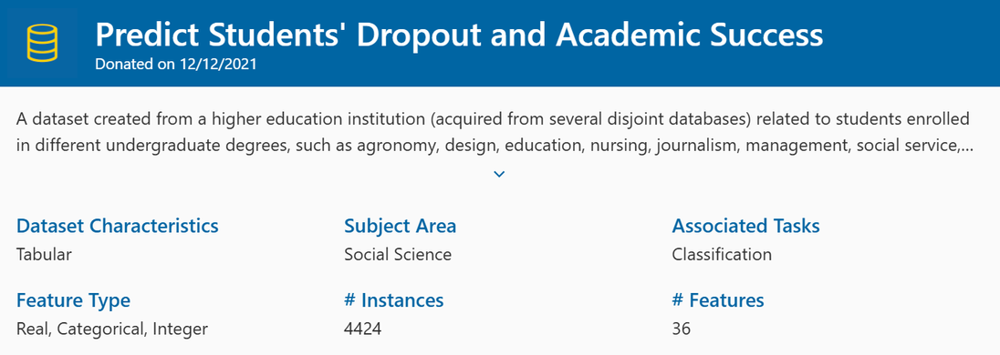 Predict Students' Dropout and Academic Success
Donated on 12/12/2021
A dataset created from a higher education institution (acquired from several disjoint databases) related to students enrolled
in different undergraduate degrees, such as agronomy, design, education, nursing, journalism, management, social service,...
Dataset Characteristics
Tabular
Subject Area
Social Science
Associated Tasks
Classification
Feature Type
Real, Categorical, Integer
# Instances
4424
# Features
36